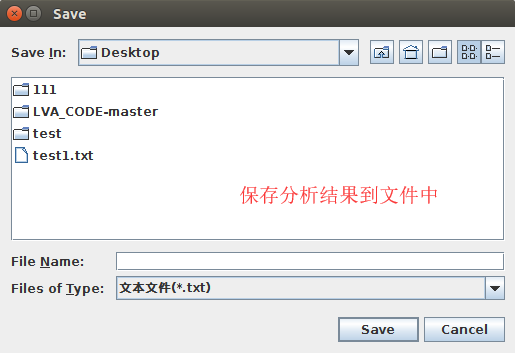 Save
Save In:
Desktop
111
LVA_CODE-master
test
test1.txt
保存分析结果到文件中
File Name:
Files of Type:
文本文件(*.txt)
Save
Cancel